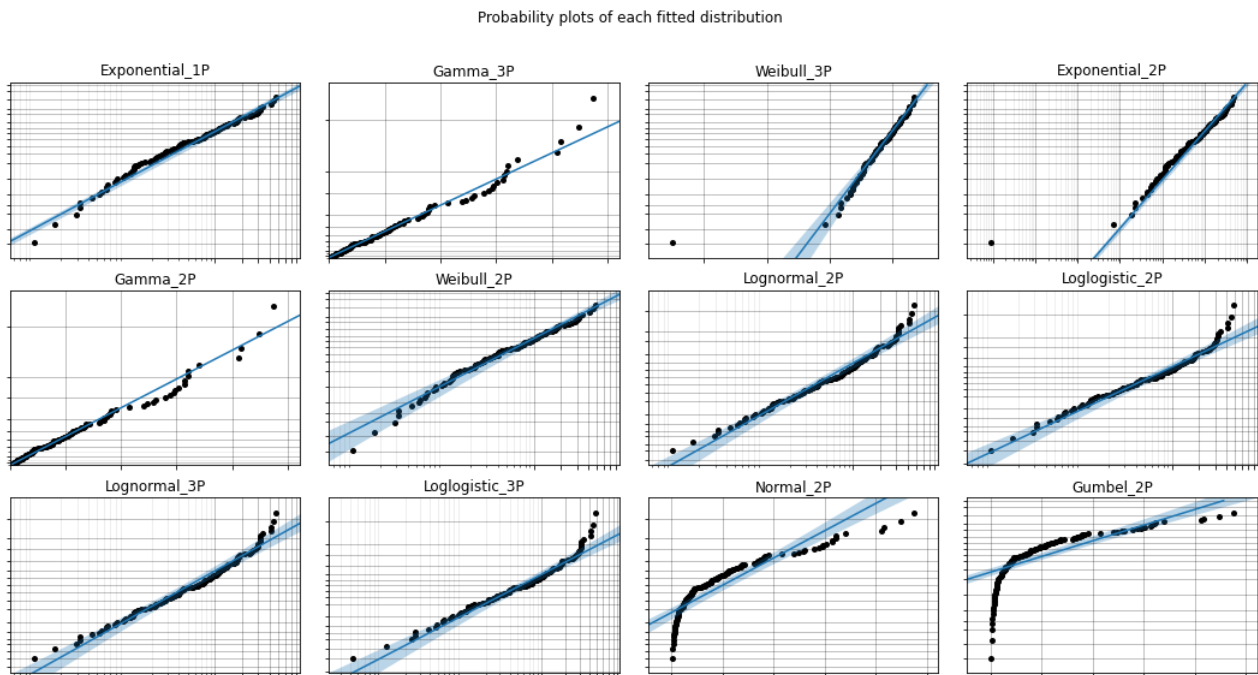 Probability plots of each fitted distribution
Exponential_1P
Gamma_3P
Weibull_3P
Exponential_2P
Gamma_2P
Weibull_2P
Lognormal_2P
Loglogistic_2P
Lognormal_3P
Loglogistic_3P
Normal_2P
Gumbel_2P